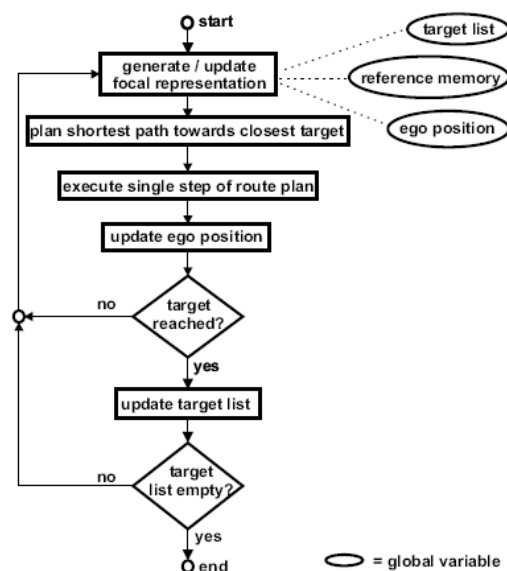 start
target list
generate / update
focal representation
reference memory
plan shortest path towards closest target
ego position
execute single step of route plan
update ego position
no
target
reached?
yes
update target list
no
target
list empty?
yes
end
= global variable